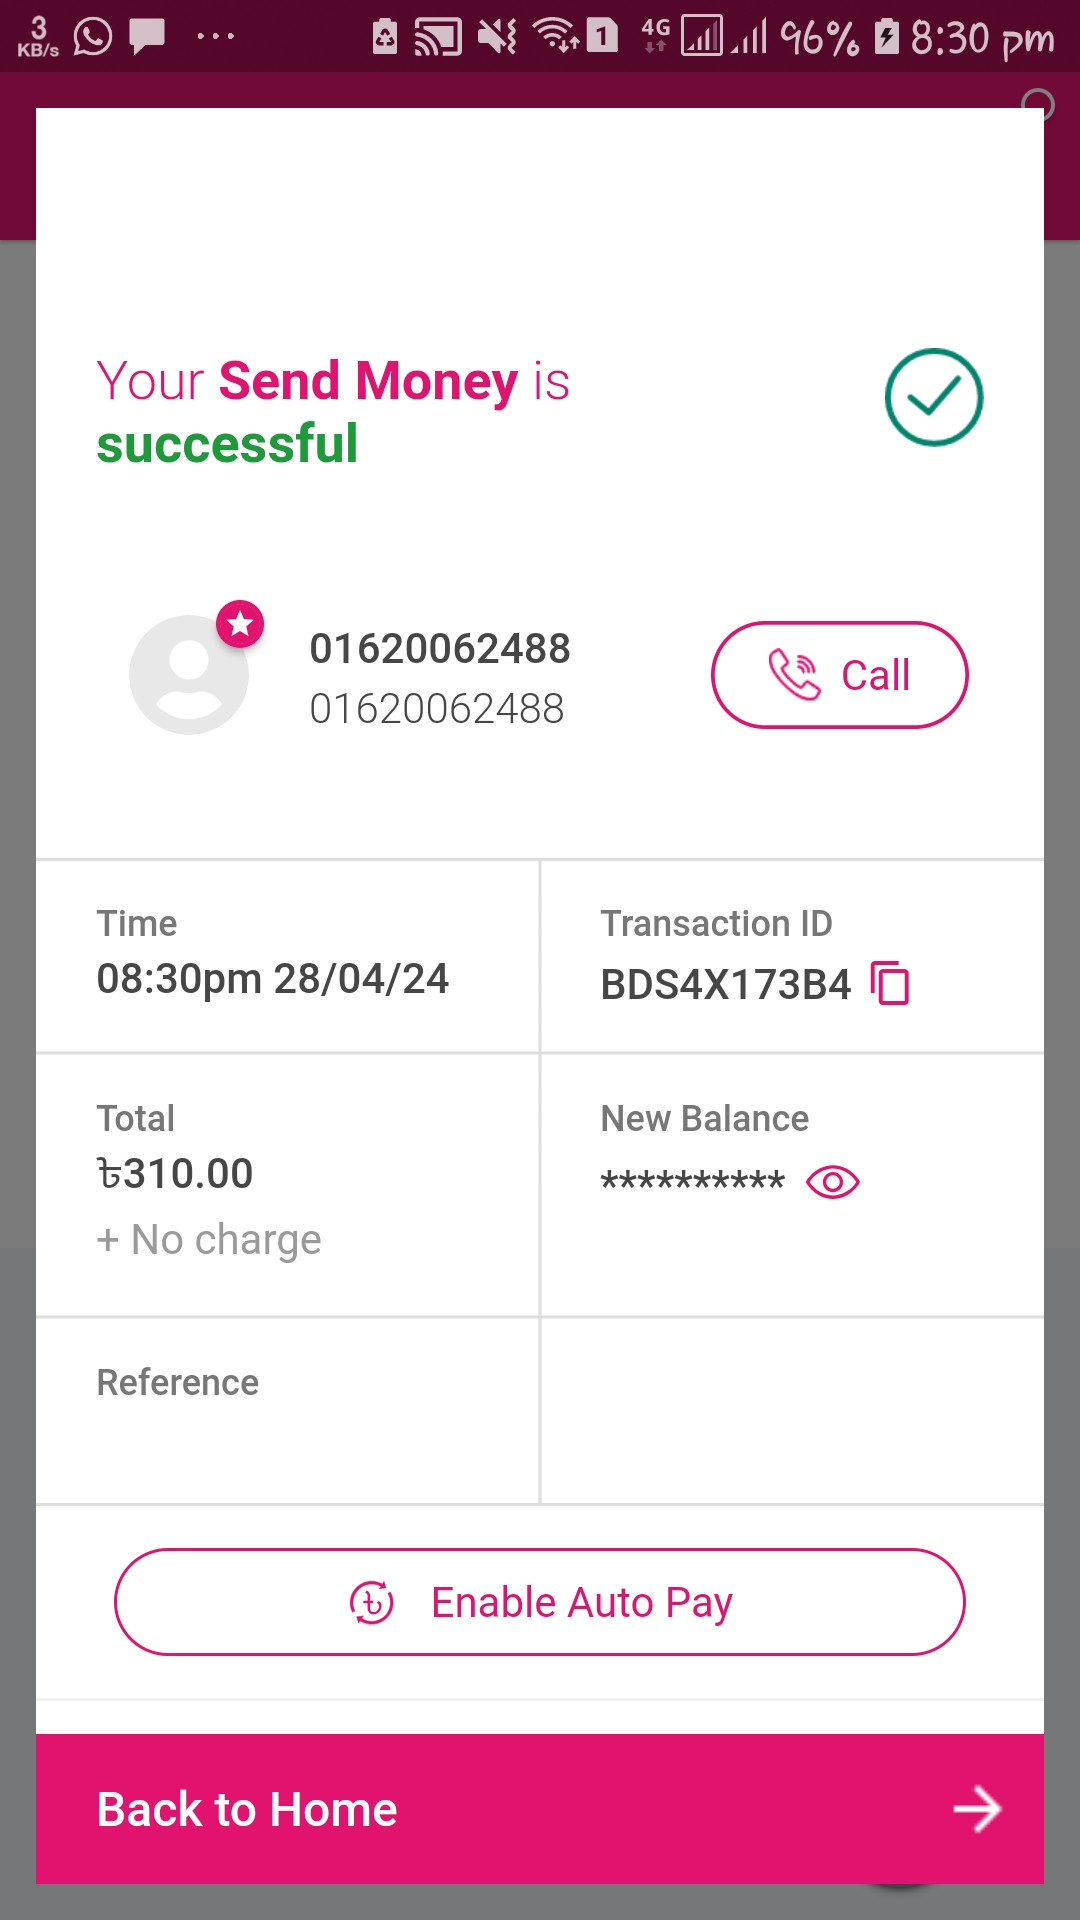 3
KB/s
1
4G
96%
8:30 pm
Your Send Money is
successful
01620062488
01620062488
Call
Time
08:30pm 28/04/24
Transaction ID
BDS4X173B4
Total
৳310.00
+ No charge
New Balance
**********
Reference
৳ Enable Auto Pay
Back to Home